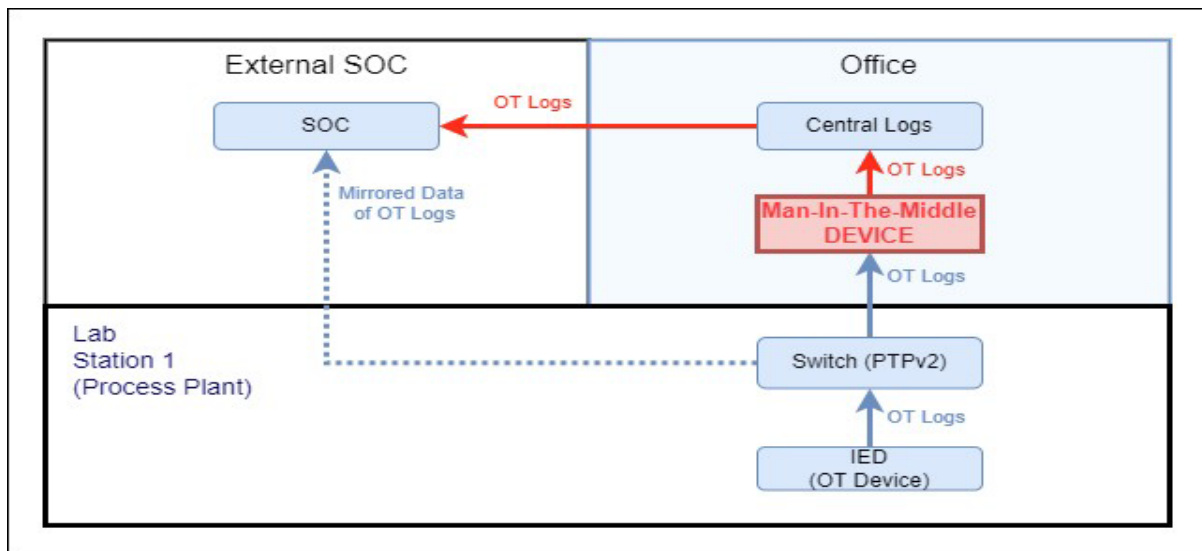 External SOC
Office
OT Logs
SOC
Central Logs
OT Logs
Mirrored Data
of OT Logs
Man-In-The-Middle
DEVICE
OT Logs
Lab
Station 1
(Process Plant)
Switch (PTPv2)
OT Logs
IED
(OT Device)